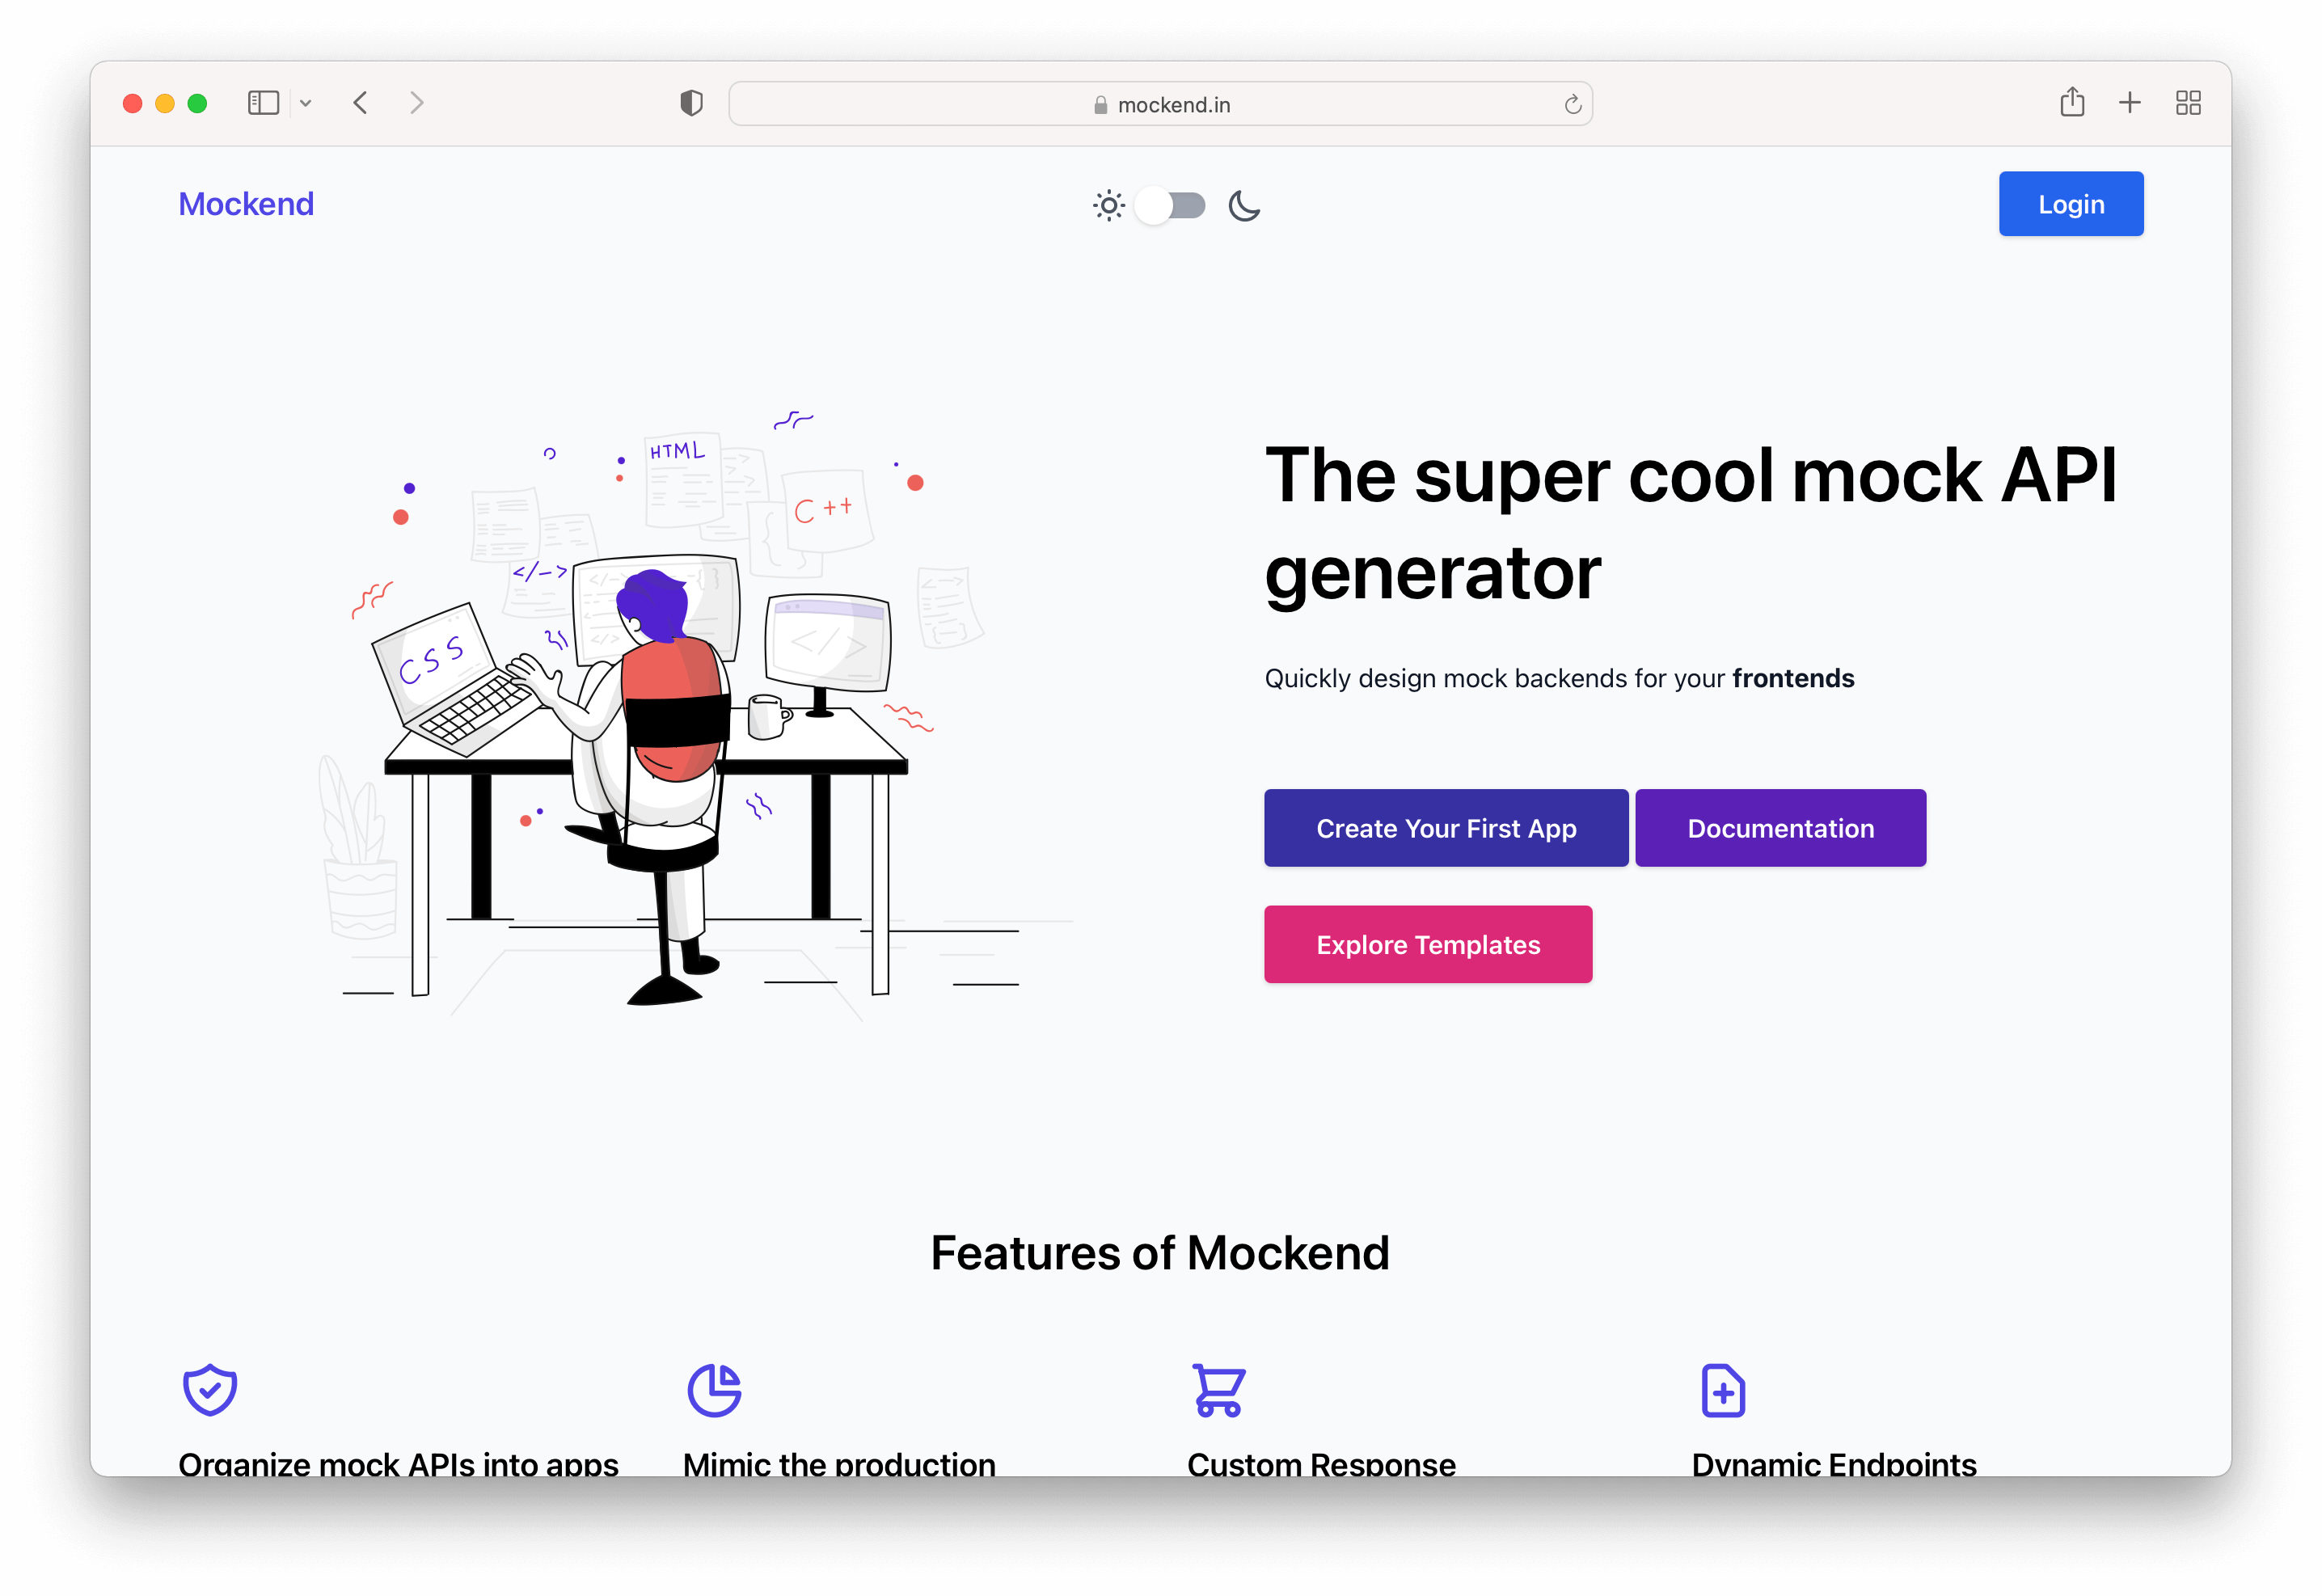 mockend.in
Mockend
Login
HTML
C++
</->
CSS
</>
The super cool mock API
generator
Quickly design mock backends for your frontends
Create Your First App
Documentation
Explore Templates
Features of Mockend
Organize mock APIs into apps
Mimic the production
Custom Response
Dynamic Endpoints